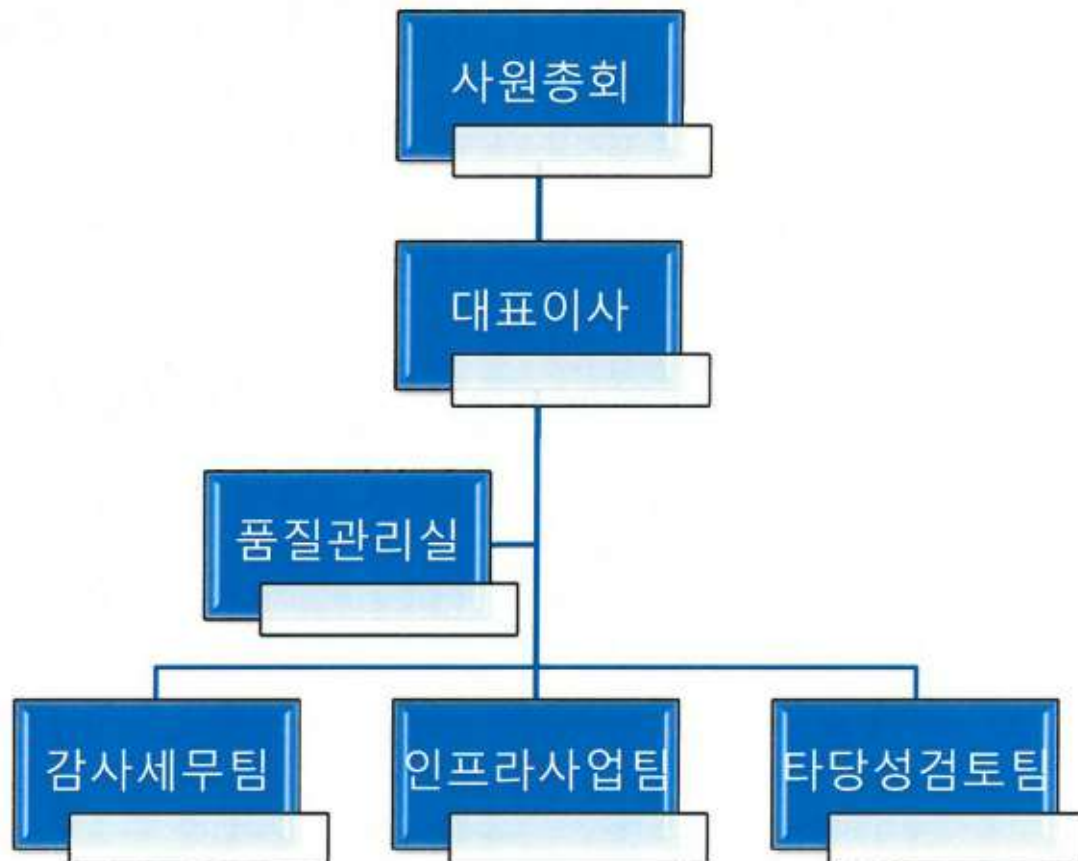 사원총회
대표이사
품질관리실
감사세무팀
인프라사업팀
타당성검토팀